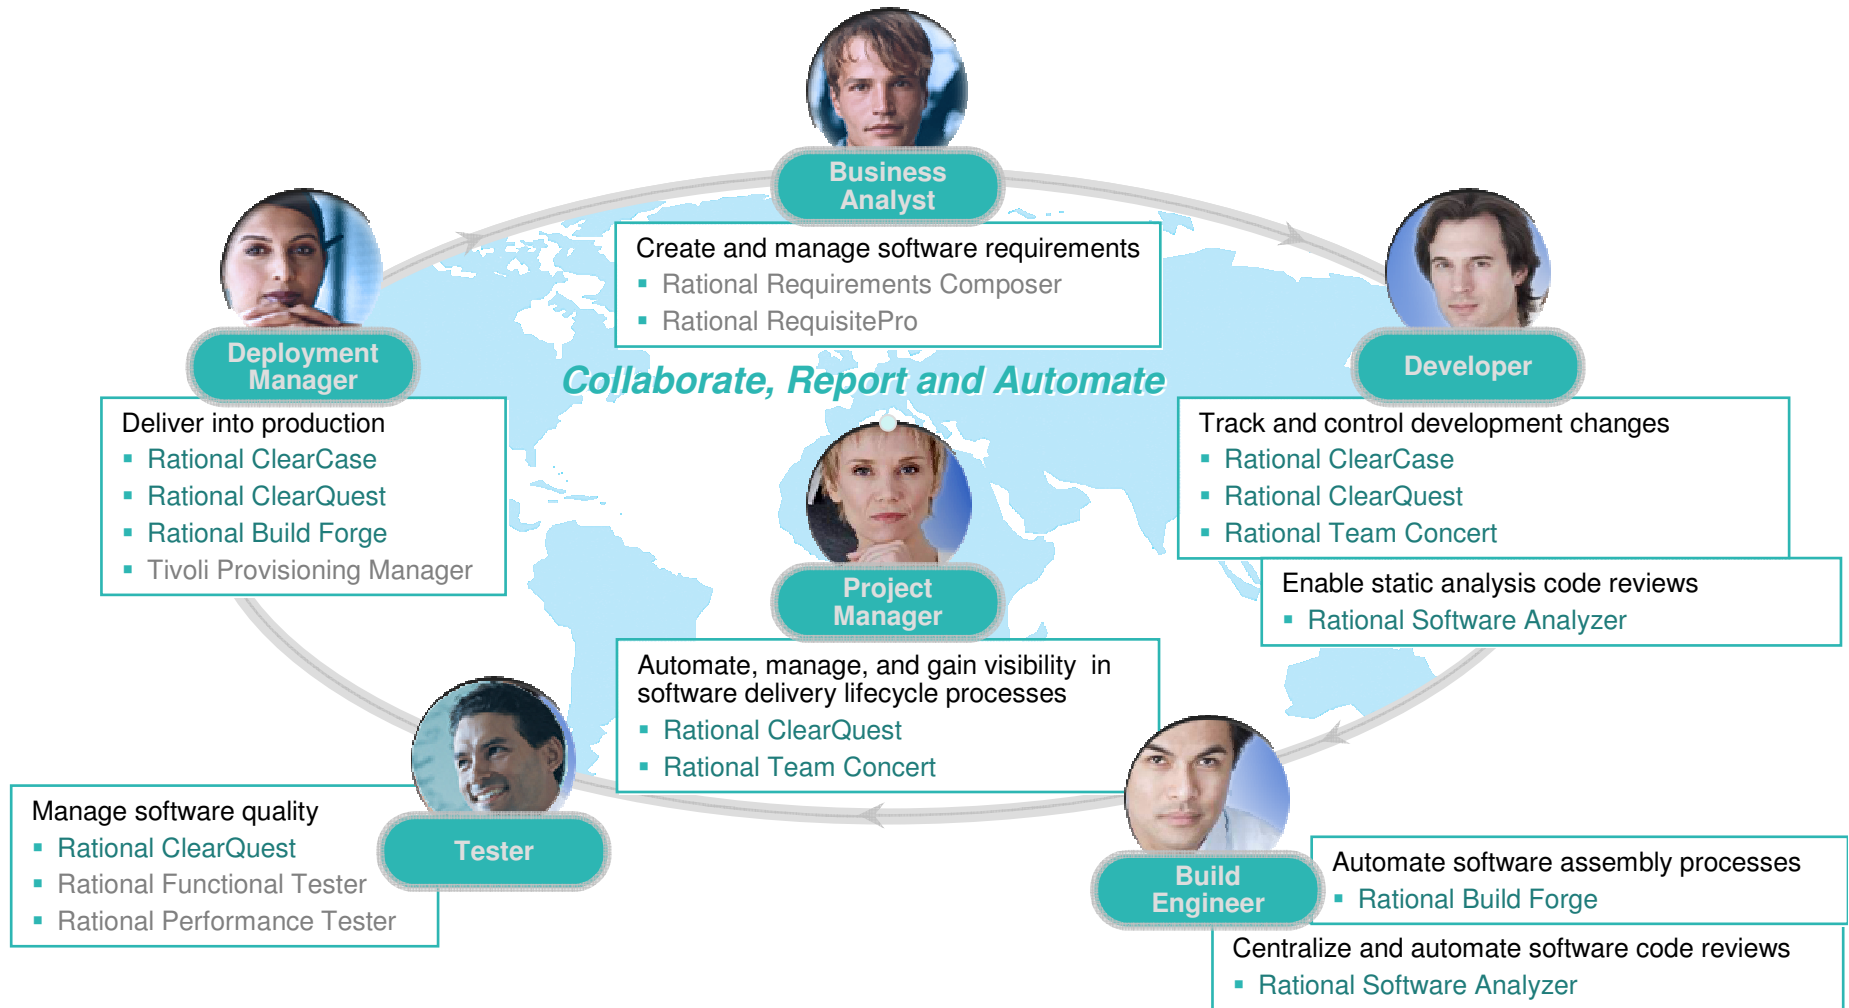 Business
Analyst
Create and manage software requirements
▪ Rational Requirements Composer
▪ Rational RequisitePro
Deployment
Manager
Deliver into production
▪ Rational ClearCase
▪ Rational ClearQuest
▪ Rational Build Forge
▪ Tivoli Provisioning Manager
Collaborate, Report and Automate
Developer
Track and control development changes
▪ Rational ClearCase
▪ Rational ClearQuest
▪ Rational Team Concert
Enable static analysis code reviews
▪ Rational Software Analyzer
Project
Manager
Automate, manage, and gain visibility in
software delivery lifecycle processes
▪ Rational ClearQuest
▪ Rational Team Concert
Tester
Manage software quality
▪ Rational ClearQuest
▪ Rational Functional Tester
▪ Rational Performance Tester
Build
Engineer
Automate software assembly processes
▪ Rational Build Forge
Centralize and automate software code reviews
▪ Rational Software Analyzer